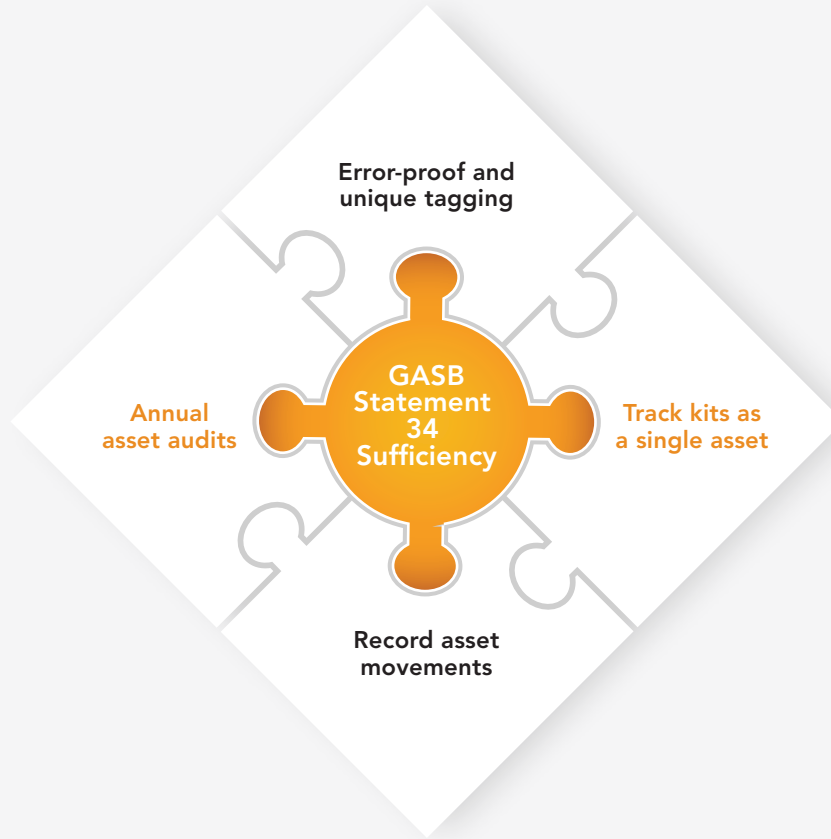 Error-proof and
unique tagging
GASB
Statement
34
Sufficiency
Annual
asset audits
Track kits as
a single asset
Record asset
movements